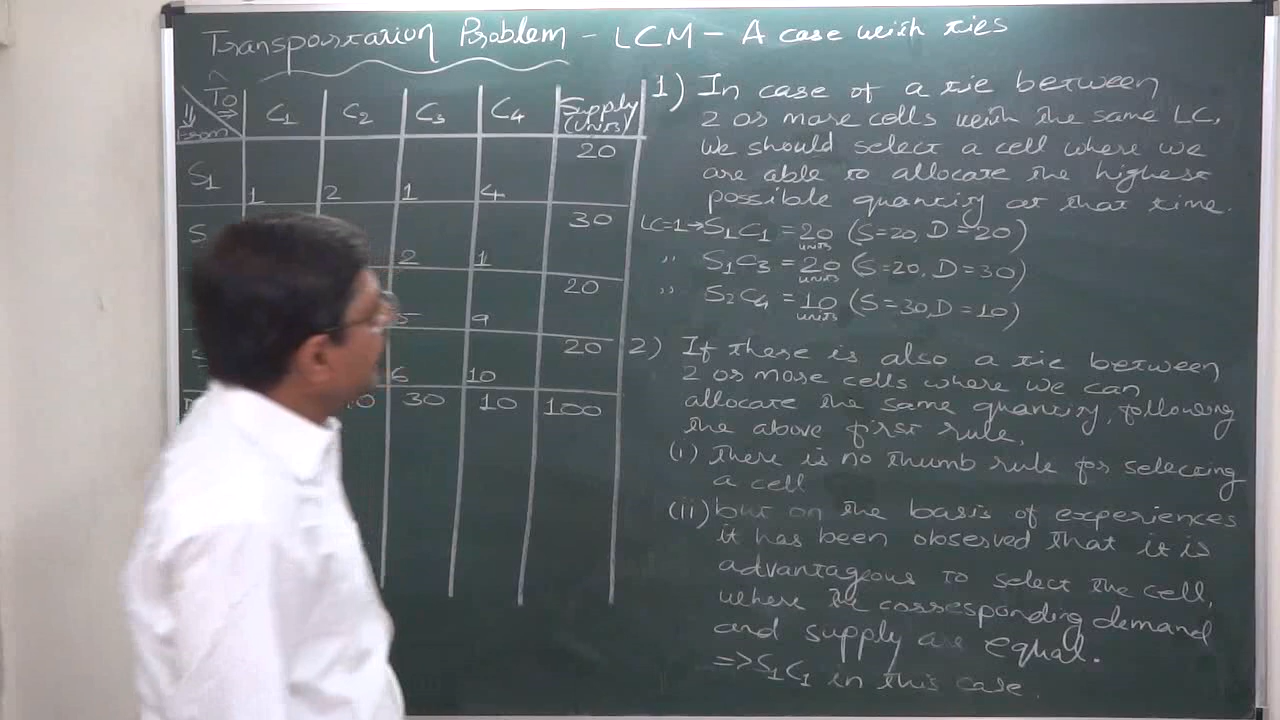 Transportation Problem - LCM - A case with ties
To
From
C1 C2 C3 C4 Supply (Units)
20
S1 1 2 1 4
30
S 2 1
20
5 9
20
S 6 10
30 10 100
1) In case of a tie between
2 or more cells with the same LC,
we should select a cell where we
are able to allocate the highest
possible quantity at that time.
LC=1→ S1C1 = 20 units (S=20, D=20)
,, S1C3 = 20 units (S=20, D=30)
,, S2C4 = 10 units (S=30, D=10)
2) If there is also a tie between
2 or more cells where we can
allocate the same quantity, following
the above first rule,
(i) there is no thumb rule for selecting
a cell
(ii) but on the basis of experiences
it has been observed that it is
advantageous to select the cell,
where the corresponding demand
and supply are equal.
=> S1C1 in this case.